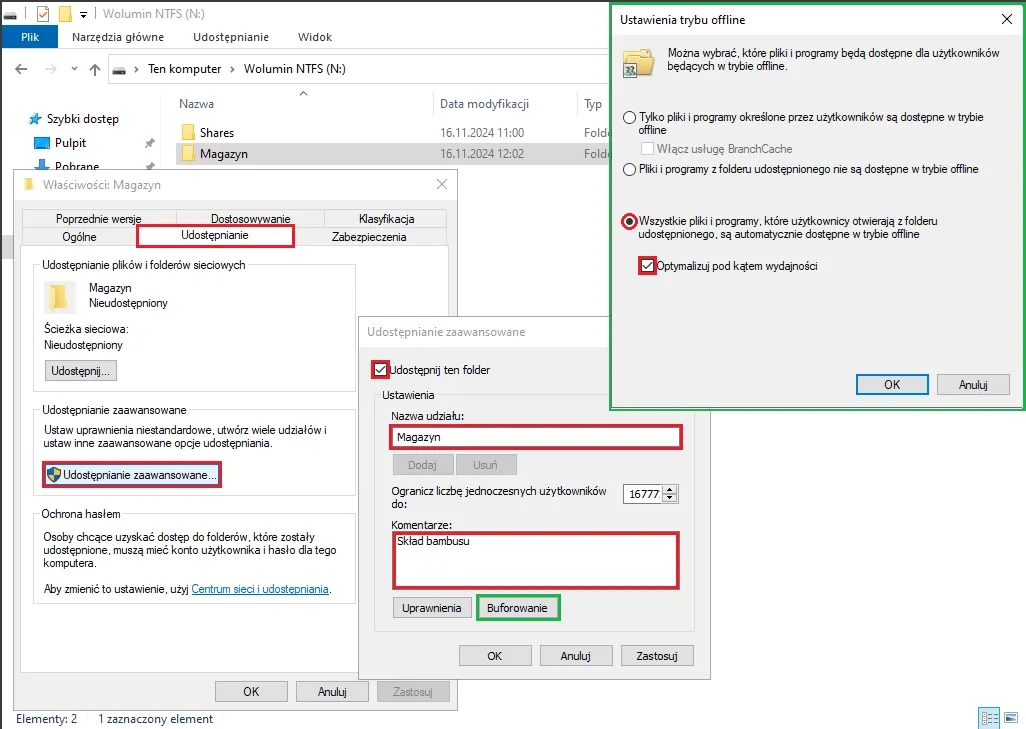 Wolumin NTFS (N:)
Plik Narzędzia główne Udostępnianie Widok
Ten komputer > Wolumin NTFS (N:)
Nazwa Data modyfikacji Typ
Szybki dostęp
Pulpit
Pobrane
Shares 16.11.2024 11:00 Folde
Magazyn 16.11.2024 12:02 Folde
Właściwości: Magazyn
Poprzednie wersje Dostosowywanie Klasyfikacja
Ogólne Udostępnianie Zabezpieczenia
Udostępnianie plików i folderów sieciowych
Magazyn
Nieudostępniony
Ścieżka sieciowa:
Nieudostępniony
Udostępnij...
Udostępnianie zaawansowane
Ustaw uprawnienia niestandardowe, utwórz wiele udziałów i
ustaw inne zaawansowane opcje udostępniania.
Udostępnianie zaawansowane...
Ochrona hasłem
Osoby chcące uzyskać dostęp do folderów, które zostały
udostępnione, muszą mieć konto użytkownika i hasło dla tego
komputera.
Aby zmienić to ustawienie, użyj Centrum sieci i udostępniania.
OK Anuluj Zastosuj
Udostępnianie zaawansowane
Udostępnij ten folder
Ustawienia
Nazwa udziału:
Magazyn
Dodaj Usuń
Ogranicz liczbę jednoczesnych użytkowników
do:
16777
Komentarze:
Skład bambusu
Uprawnienia Buforowanie
OK Anuluj Zastosuj
Ustawienia trybu offline
Można wybrać, które pliki i programy będą dostępne dla użytkowników
będących w trybie offline.
Tylko pliki i programy określone przez użytkowników są dostępne w trybie
offline
Włącz usługę BranchCache
Pliki i programy z folderu udostępnionego nie są dostępne w trybie offline
Wszystkie pliki i programy, które użytkownicy otwierają z folderu
udostępnionego, są automatycznie dostępne w trybie offline
Optymalizuj pod kątem wydajności
OK Anuluj
Elementy: 2 1 zaznaczony element